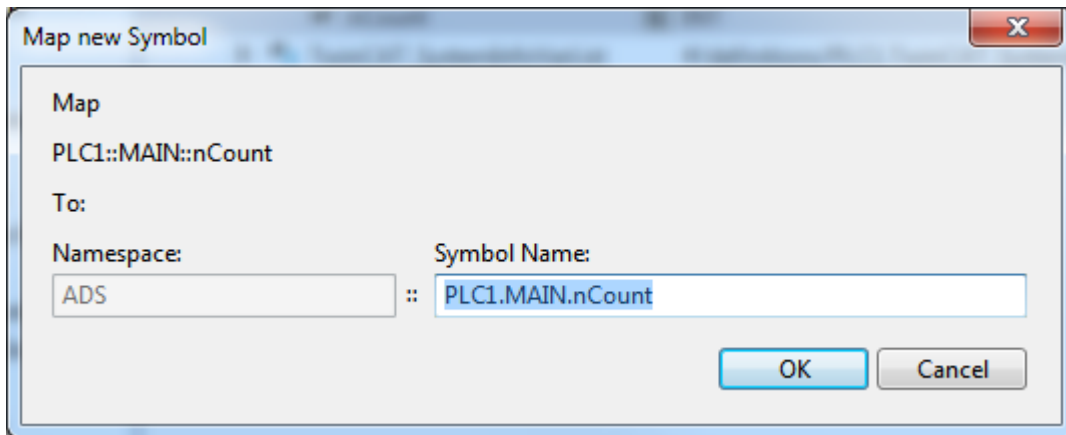 Map new Symbol
Map
PLC1::MAIN::nCount
To:
Namespace: Symbol Name:
ADS :: PLC1.MAIN.nCount
OK Cancel